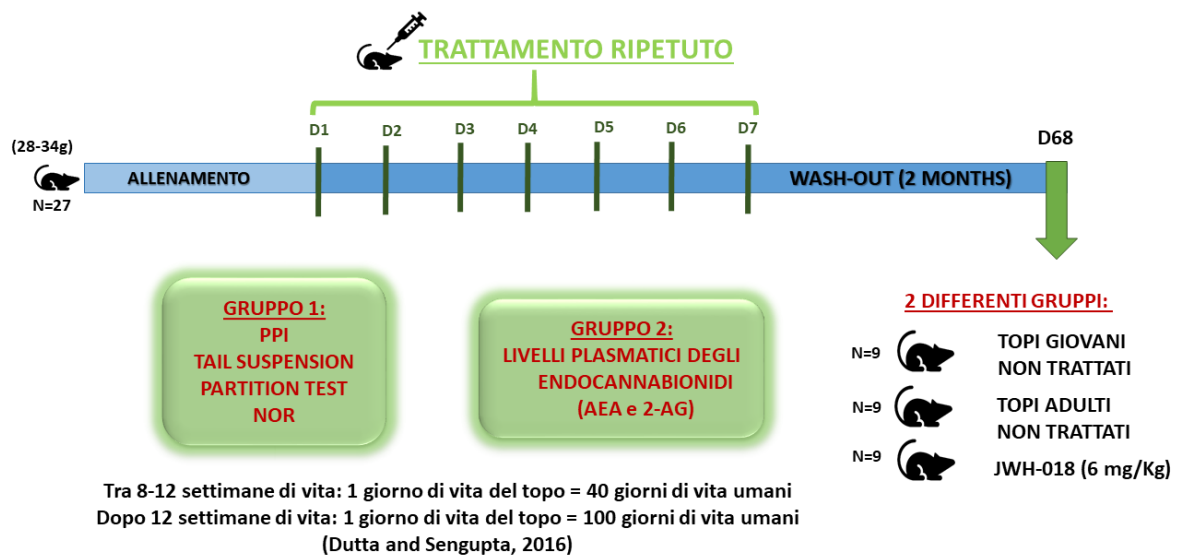 TRATTAMENTO RIPETUTO
D1 D2 D3 D4 D5 D6 D7
D68
(28-34g)
ALLENAMENTO
WASH-OUT (2 MONTHS)
N=27
GRUPPO 1:
PPI
TAIL SUSPENSION
PARTITION TEST
NOR
GRUPPO 2:
LIVELLI PLASMATICI DEGLI
ENDOCANNABIONIDI
(AEA e 2-AG)
2 DIFFERENTI GRUPPI:
N=9
TOPI GIOVANI
NON TRATTATI
N=9
TOPI ADULTI
NON TRATTATI
N=9
JWH-018 (6 mg/Kg)
Tra 8-12 settimane di vita: 1 giorno di vita del topo = 40 giorni di vita umani
Dopo 12 settimane di vita: 1 giorno di vita del topo = 100 giorni di vita umani
(Dutta and Sengupta, 2016)